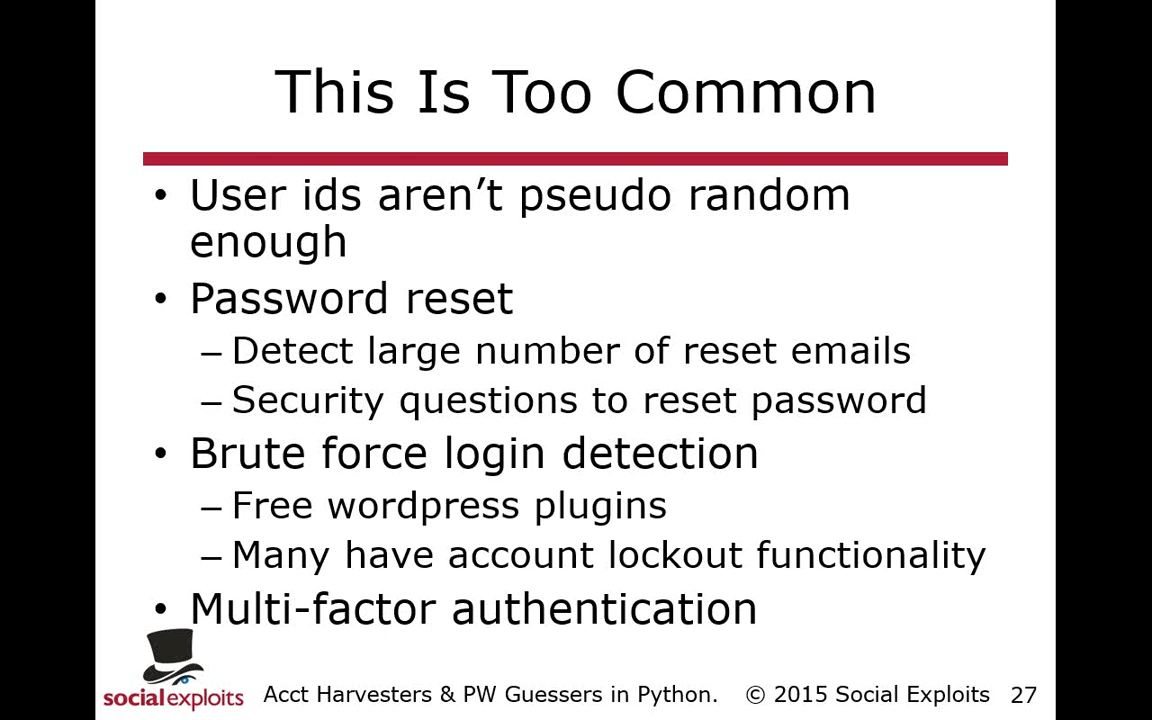 This Is Too Common
• User ids aren’t pseudo random
enough
• Password reset
– Detect large number of reset emails
– Security questions to reset password
• Brute force login detection
– Free wordpress plugins
– Many have account lockout functionality
• Multi-factor authentication
socialexploits
Acct Harvesters & PW Guessers in Python. © 2015 Social Exploits 27